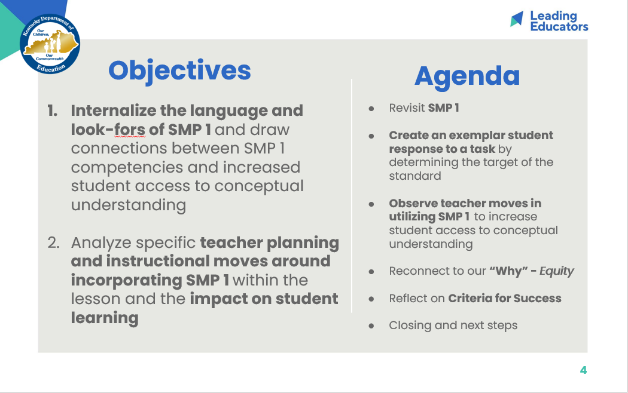 Kentucky Department of
Our Children,
Our Commonwealth
Education
Leading
Educators
Objectives
1. Internalize the language and
look-fors of SMP 1 and draw
connections between SMP 1
competencies and increased
student access to conceptual
understanding
2. Analyze specific teacher planning
and instructional moves around
incorporating SMP 1 within the
lesson and the impact on student
learning
Agenda
● Revisit SMP 1
● Create an exemplar student
response to a task by
determining the target of the
standard
● Observe teacher moves in
utilizing SMP 1 to increase
student access to conceptual
understanding
● Reconnect to our “Why” - Equity
● Reflect on Criteria for Success
● Closing and next steps
4